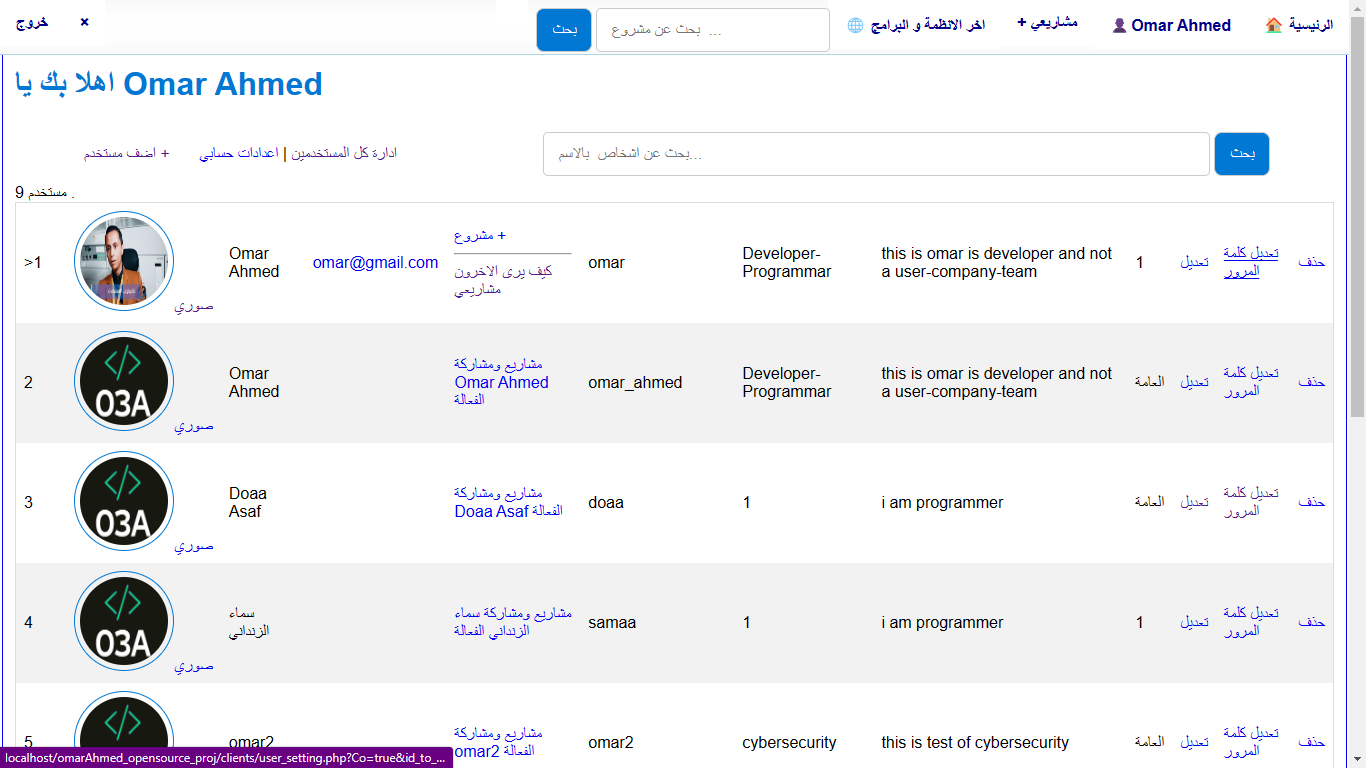 الرئيسية 🏠
Omar Ahmed 👤
مشاريعي +
اخر الانظمة و البرامج 🌐
بحث عن مشروع ...
بحث
×
خروج
اهلا بك يا Omar Ahmed
+ اضف مستخدم
ادارة كل المستخدمين | اعدادات حسابي
بحث عن اشخاص بالاسم...
بحث
9 مستخدم .
>1
صوري
Omar
Ahmed
omar@gmail.com
+ مشروع
كيف يرى الاخرون
مشاريعي
omar
Developer-
Programmar
this is omar is developer and not
a user-company-team
1
تعديل
تعديل كلمة
المرور
حذف
2
O3A
صوري
Omar
Ahmed
مشاريع ومشاركة
Omar Ahmed
الفعالة
omar_ahmed
Developer-
Programmar
this is omar is developer and not
a user-company-team
العامة
تعديل
تعديل كلمة
المرور
حذف
3
O3A
صوري
Doaa
Asaf
مشاريع ومشاركة
Doaa Asaf الفعالة
doaa
1
i am programmer
العامة
تعديل
تعديل كلمة
المرور
حذف
4
O3A
صوري
سماء
الزنداني
مشاريع ومشاركة سماء
الزنداني الفعالة
samaa
1
i am programmer
1
تعديل
تعديل كلمة
المرور
حذف
5
omar2
مشاريع ومشاركة
omar2 الفعالة
omar2
cybersecurity
this is test of cybersecurity
العامة
تعديل
تعديل كلمة
المرور
حذف
localhost/omarAhmed_opensource_proj/clients/user_setting.php?Co=true&id_to_...